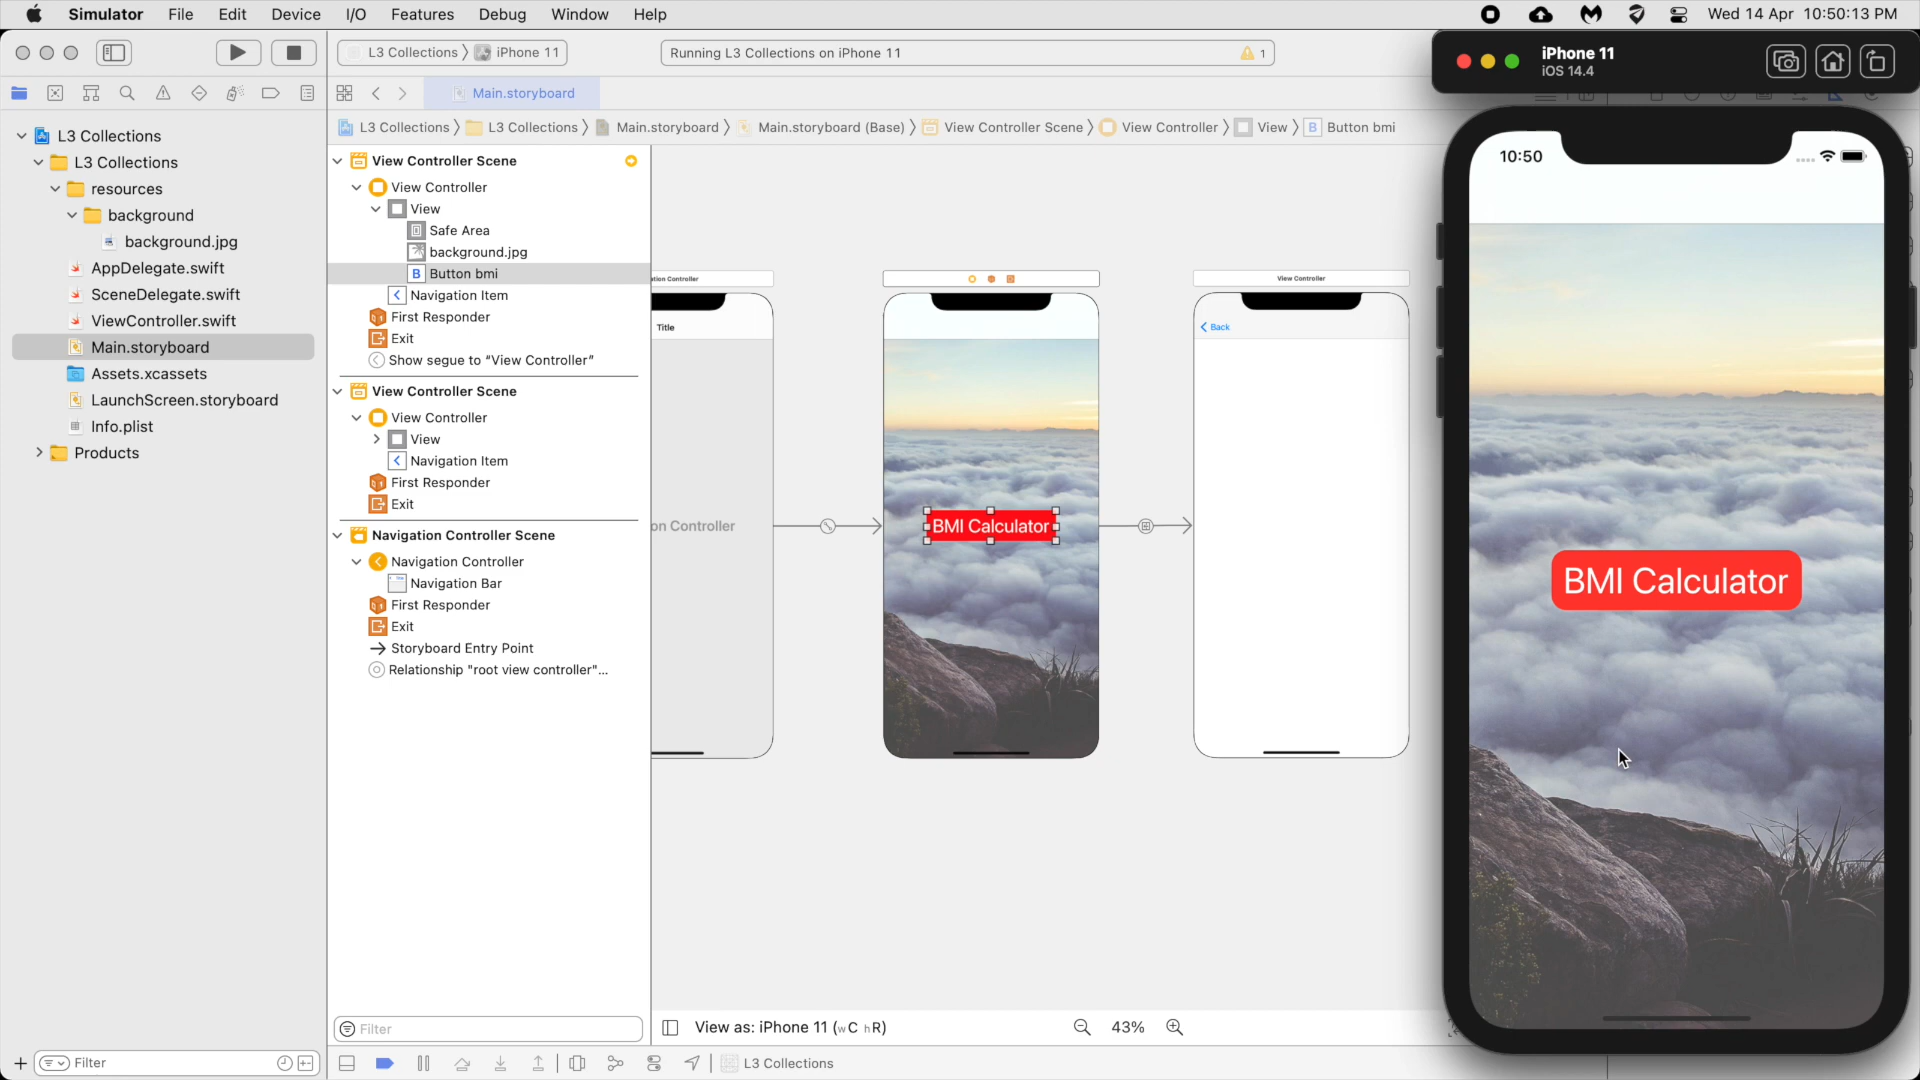 Simulator File Edit Device I/O Features Debug Window Help Wed 14 Apr 10:50:13 PM
L3 Collections iPhone 11
Running L3 Collections on iPhone 11
1
iPhone 11
iOS 14.4
Main.storyboard
L3 Collections L3 Collections Main.storyboard Main.storyboard (Base) View Controller Scene View Controller View B Button bmi
L3 Collections
L3 Collections
resources
background
background.jpg
AppDelegate.swift
SceneDelegate.swift
ViewController.swift
Main.storyboard
Assets.xcassets
LaunchScreen.storyboard
Info.plist
Products
Filter
View Controller Scene
View Controller
View
Safe Area
background.jpg
B Button bmi
Navigation Item
First Responder
Exit
Show segue to “View Controller”
View Controller Scene
View Controller
View
Navigation Item
First Responder
Exit
Navigation Controller Scene
Navigation Controller
Navigation Bar
First Responder
Exit
Storyboard Entry Point
Relationship "root view controller"...
Filter
ation Controller
Title
on Controller
BMI Calculator
View Controller
Back
View as: iPhone 11 (wC hR)
43%
L3 Collections
10:50
BMI Calculator